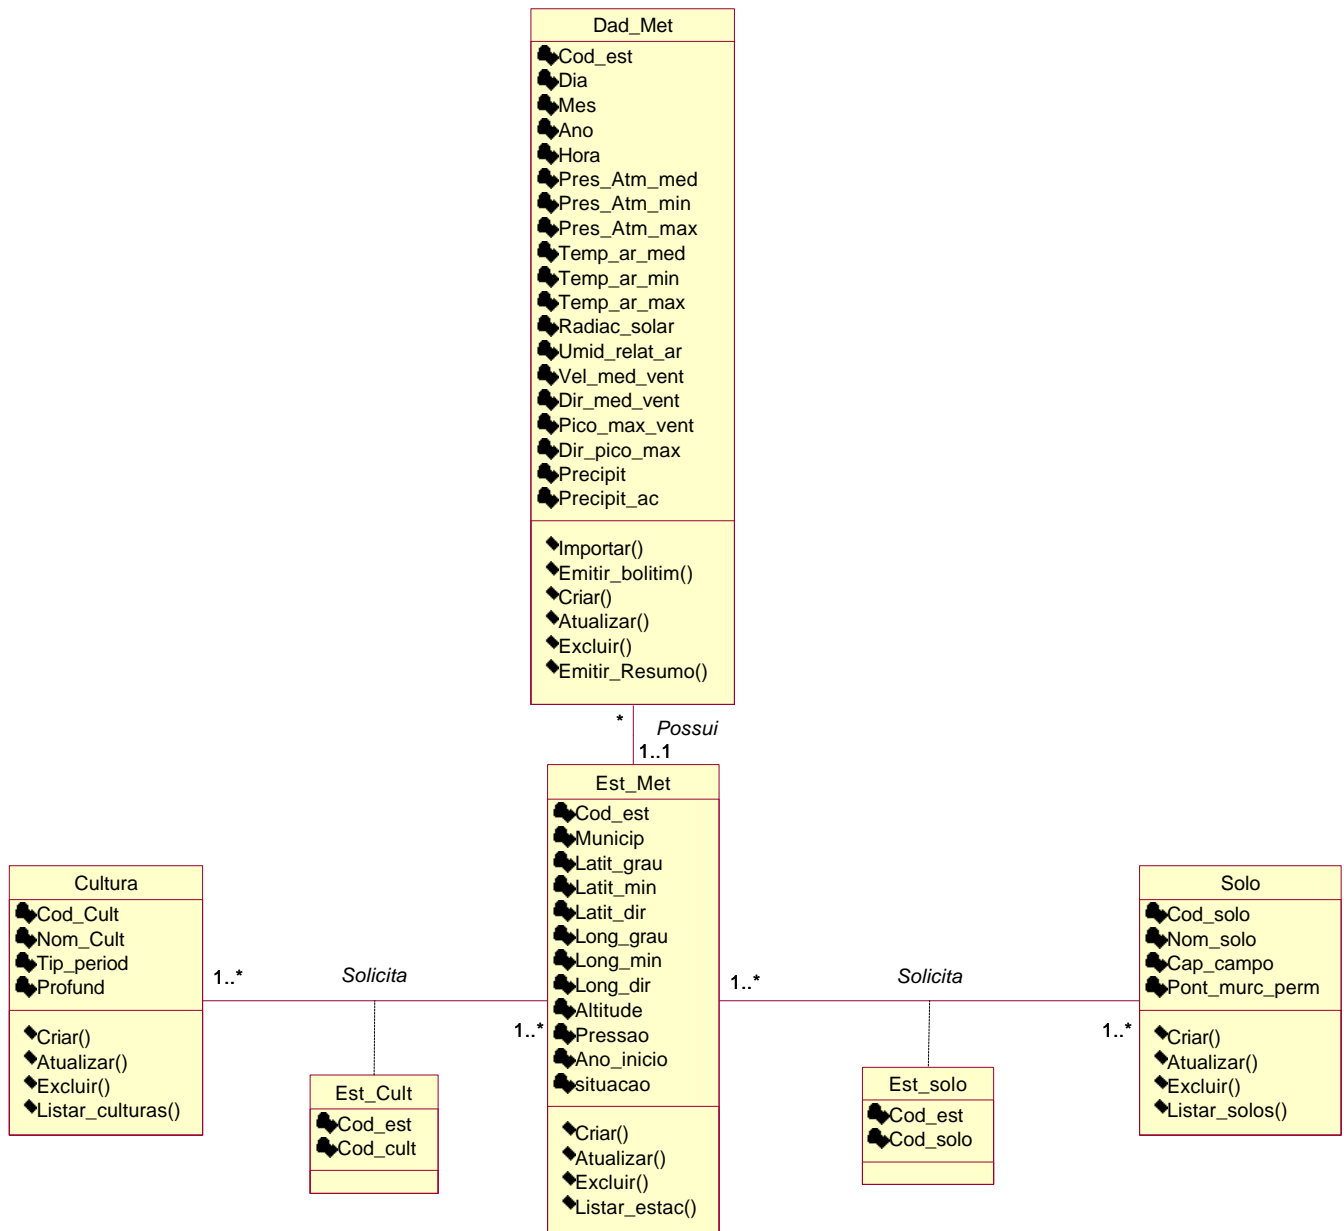 Dad_Met
Cod_est
Dia
Mes
Ano
Hora
Pres_Atm_med
Pres_Atm_min
Pres_Atm_max
Temp_ar_med
Temp_ar_min
Temp_ar_max
Radiac_solar
Umid_relat_ar
Vel_med_vent
Dir_med_vent
Pico_max_vent
Dir_pico_max
Precipit
Precipit_ac
Importar()
Emitir_bolitim()
Criar()
Atualizar()
Excluir()
Emitir_Resumo()
*
Possui
1..1
Est_Met
Cod_est
Municip
Latit_grau
Latit_min
Latit_dir
Long_grau
Long_min
Long_dir
Altitude
Pressao
Ano_inicio
situacao
Criar()
Atualizar()
Excluir()
Listar_estac()
Cultura
Cod_Cult
Nom_Cult
Tip_period
Profund
Criar()
Atualizar()
Excluir()
Listar_culturas()
1..*
Solicita
1..*
Est_Cult
Cod_est
Cod_cult
1..*
Solicita
1..*
Est_solo
Cod_est
Cod_solo
Solo
Cod_solo
Nom_solo
Cap_campo
Pont_murc_perm
Criar()
Atualizar()
Excluir()
Listar_solos()